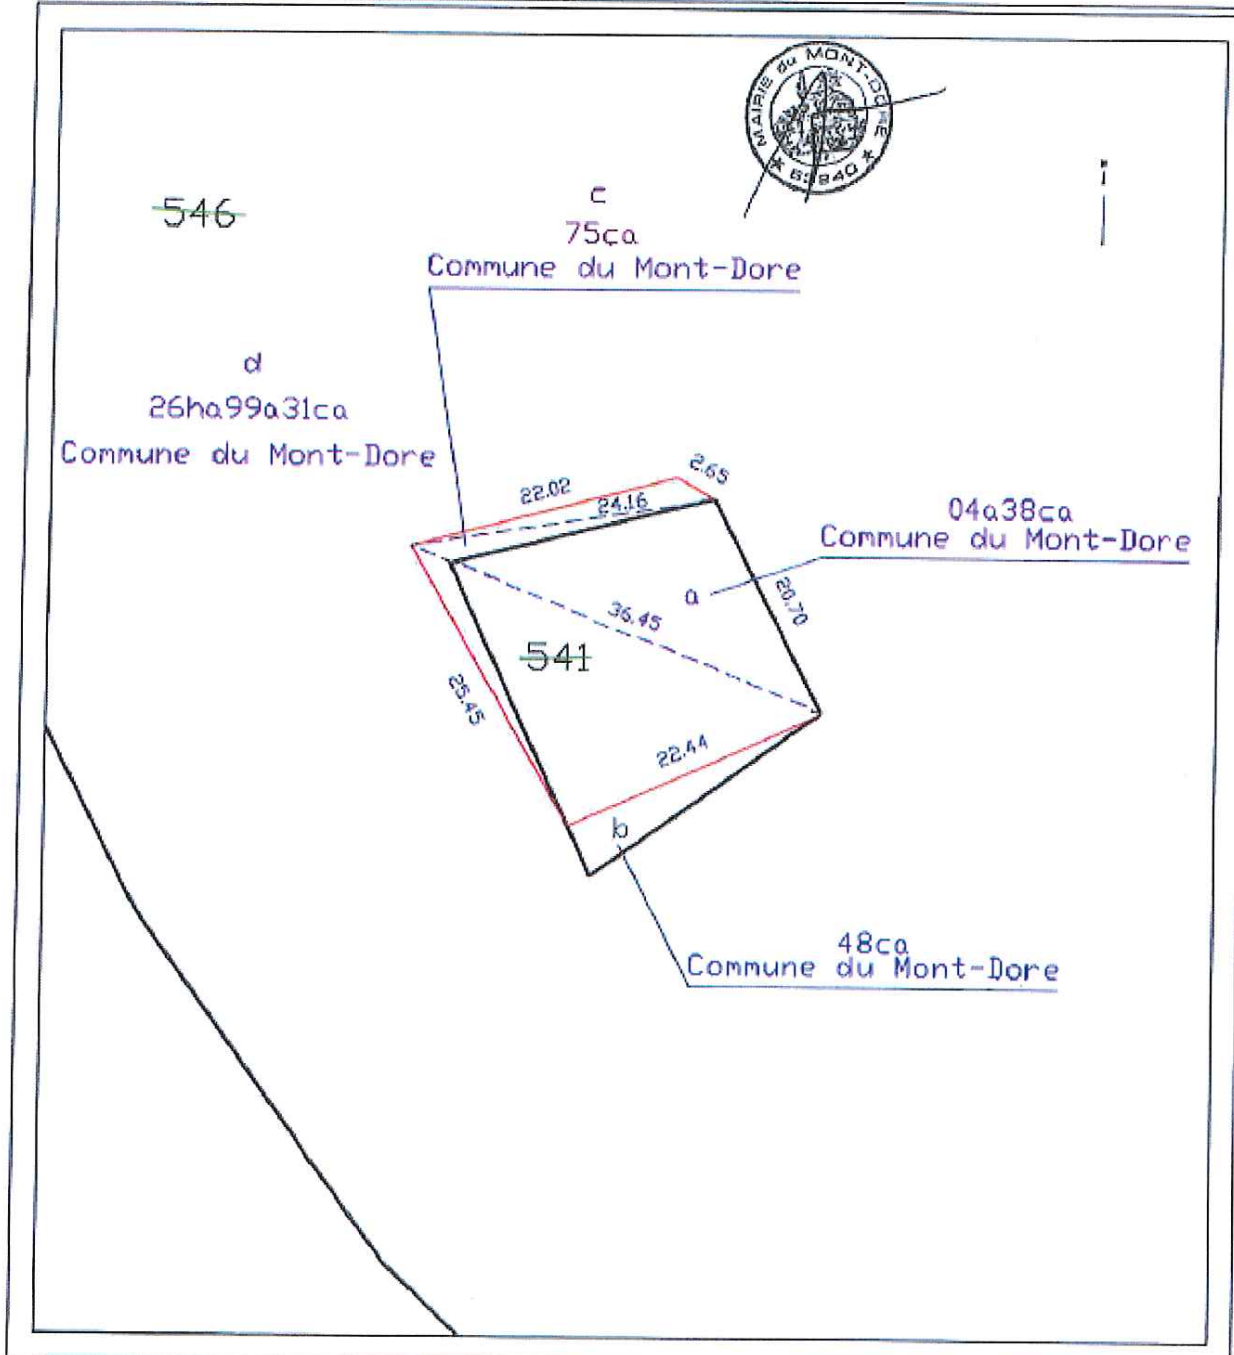 MAIRIE du MONT-DORE
* 63240 *
546
c
75ca
Commune du Mont-Dore
d
26ha99a31ca
Commune du Mont-Dore
2.65
22.02
24.16
04a38ca
Commune du Mont-Dore
a
20.70
36.45
541
25.45
22.44
b
48ca
Commune du Mont-Dore